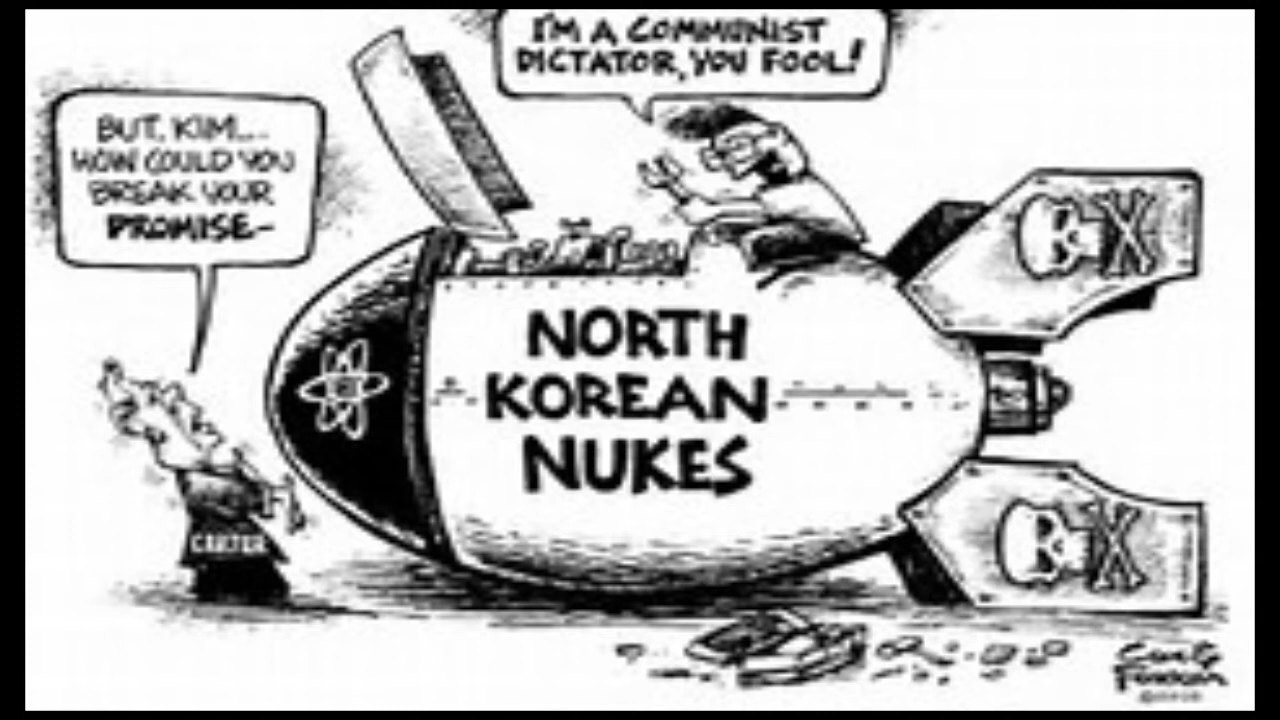 I'M A COMMUNIST
DICTATOR, YOU FOOL!
BUT, KIM...
HOW COULD YOU
BREAK YOUR
PROMISE-
NORTH
KOREAN
NUKES
CARTER